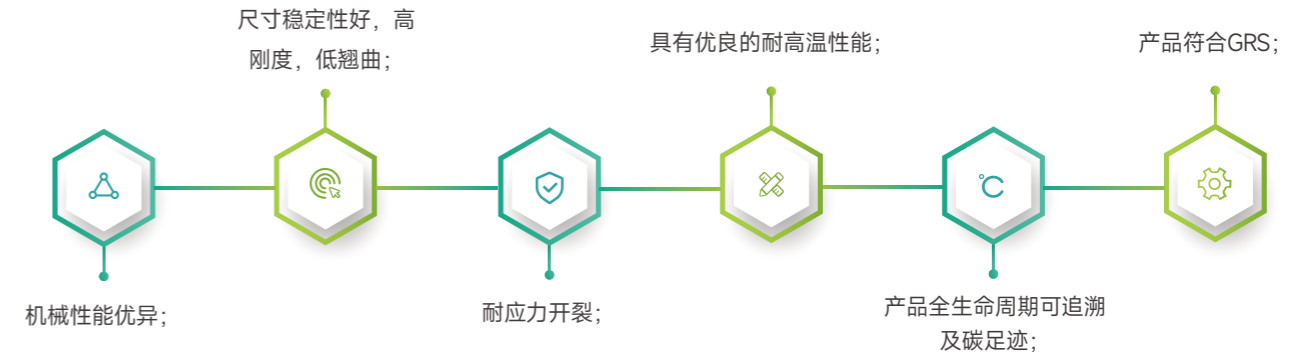 尺寸稳定性好，高
刚度，低翘曲；
具有优良的耐高温性能；
产品符合GRS；
℃
机械性能优异；
耐应力开裂；
产品全生命周期可追溯
及碳足迹；